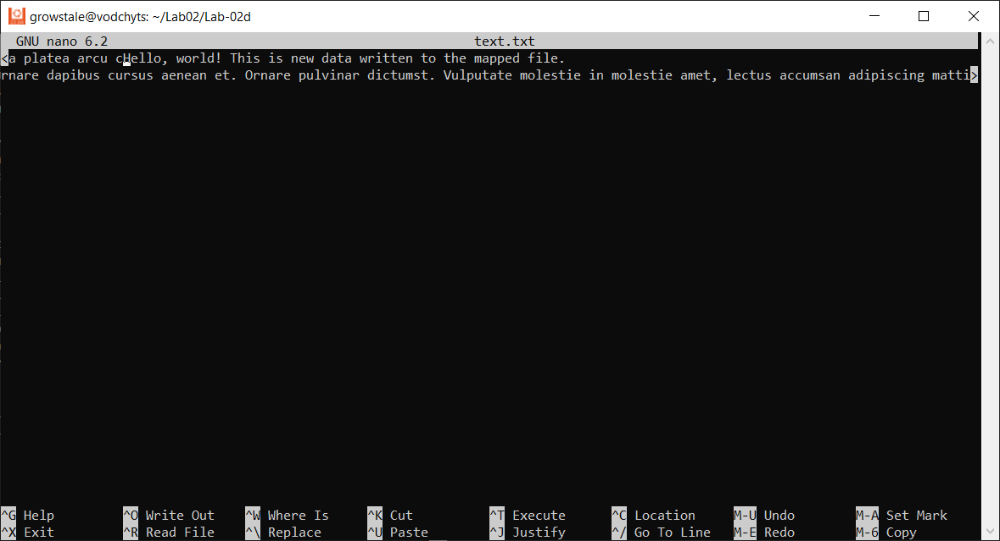 growstale@vodchyts: ~/Lab02/Lab-02d
GNU nano 6.2 text.txt
<a platea arcu cHello, world! This is new data written to the mapped file.
rnare dapibus cursus aenean et. Ornare pulvinar dictumst. Vulputate molestie in molestie amet, lectus accumsan adipiscing matti>
^G Help ^O Write Out ^W Where Is ^K Cut ^T Execute ^C Location M-U Undo M-A Set Mark
^X Exit ^R Read File ^\ Replace ^U Paste ^J Justify ^/ Go To Line M-E Redo M-6 Copy